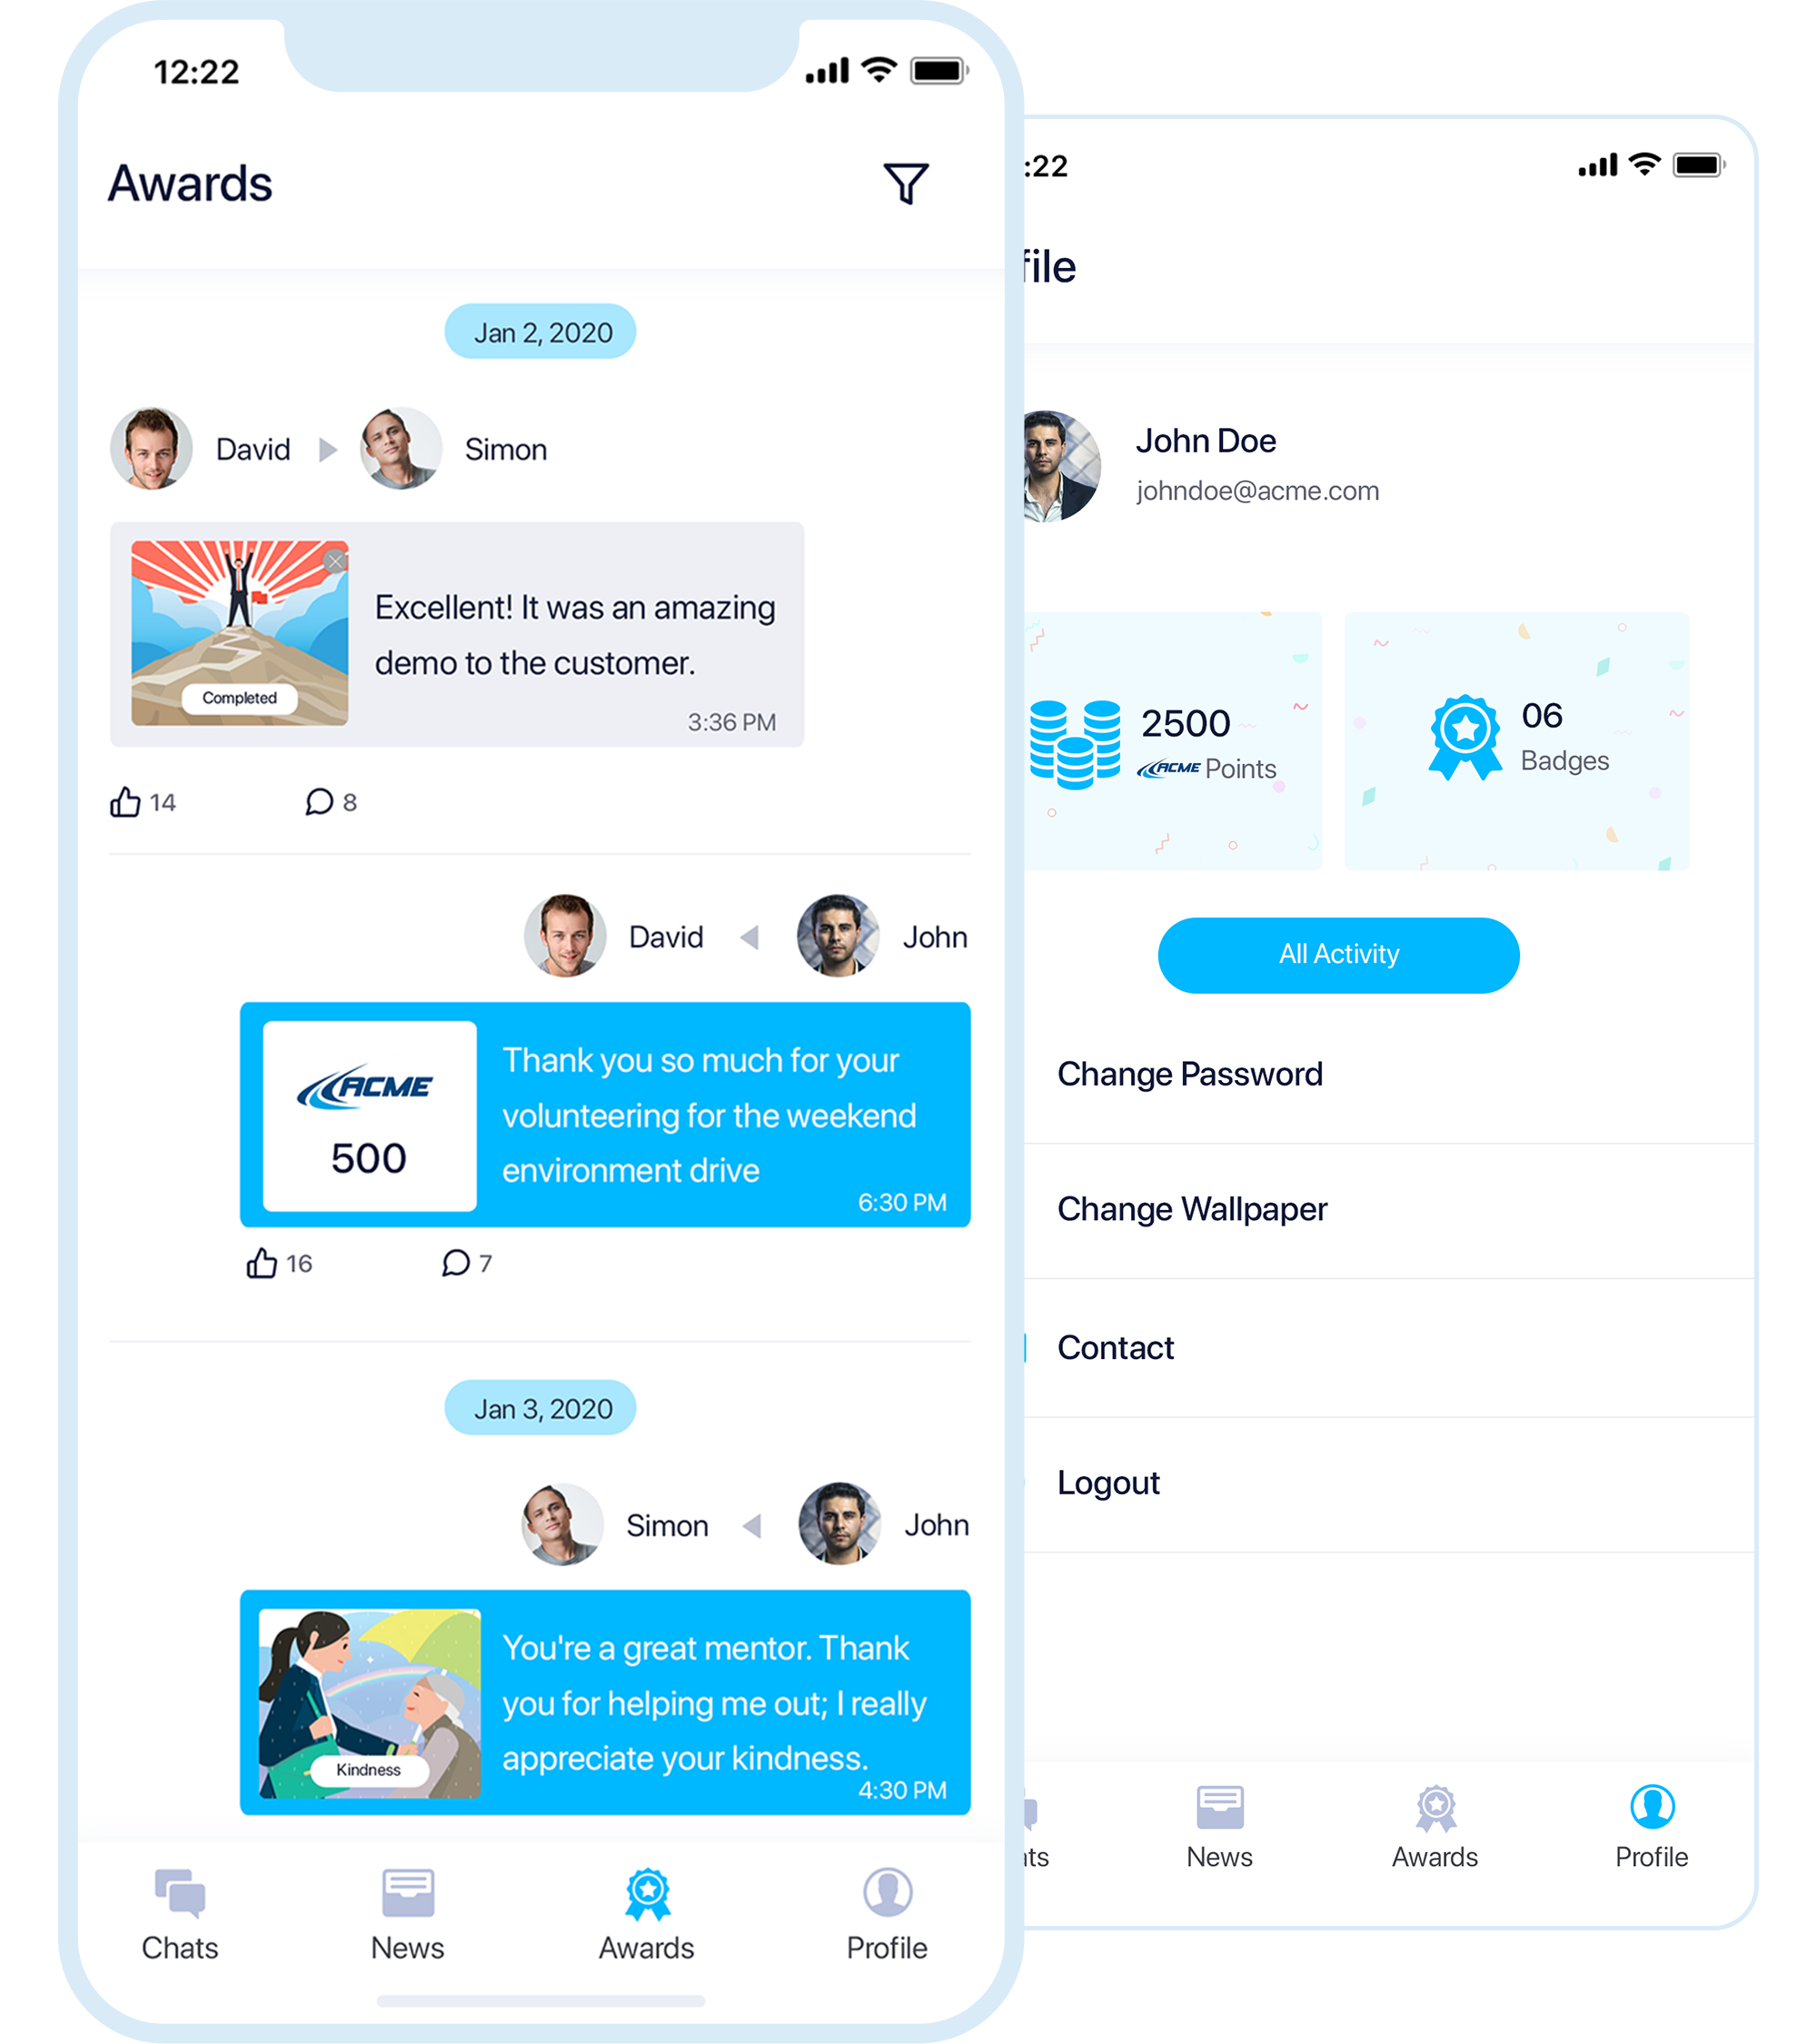 12:22
Awards
Jan 2, 2020
David
Simon
Completed
Excellent! It was an amazing
demo to the customer.
3:36 PM
14
8
David
John
ACME
500
Thank you so much for your
volunteering for the weekend
environment drive
6:30 PM
16
7
Jan 3, 2020
Simon
John
Kindness
You're a great mentor. Thank
you for helping me out; I really
appreciate your kindness.
4:30 PM
Chats
News
Awards
Profile
:22
file
John Doe
johndoe@acme.com
2500
ACME Points
06
Badges
All Activity
Change Password
Change Wallpaper
Contact
Logout
ts
News
Awards
Profile